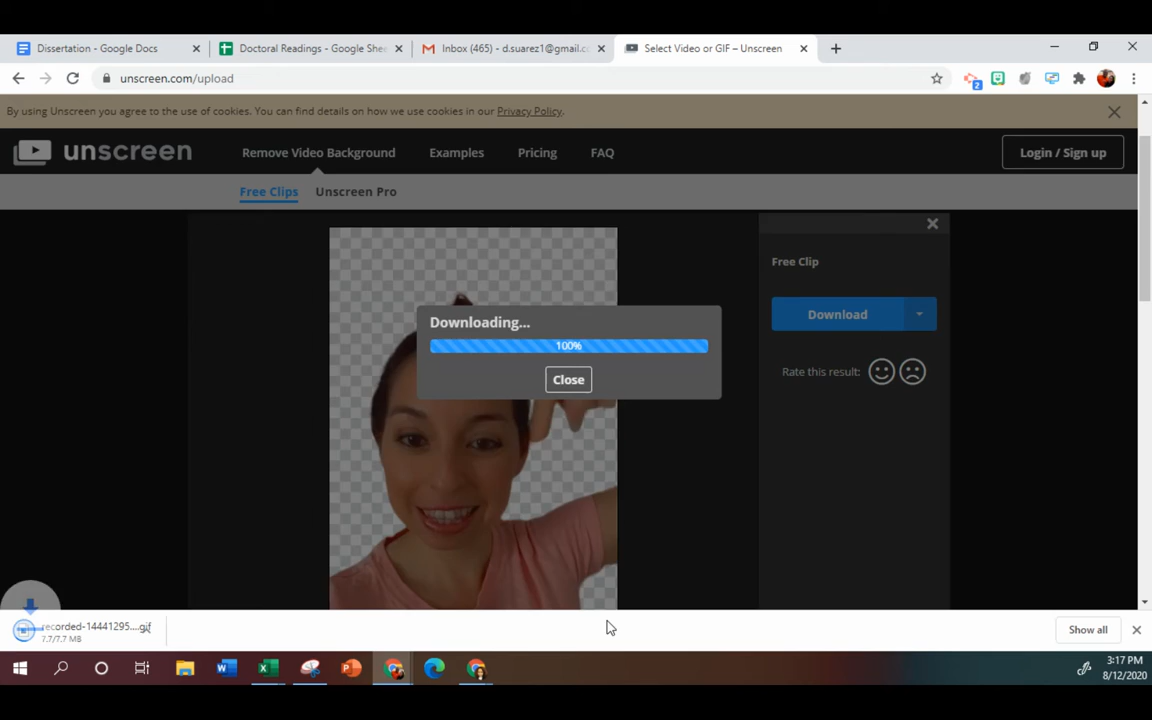 Dissertation - Google Docs
Doctoral Readings - Google Shee
Inbox (465) - d.suarez1@gmail.c
Select Video or GIF – Unscreen
unscreen.com/upload
2
By using Unscreen you agree to the use of cookies. You can find details on how we use cookies in our Privacy Policy.
unscreen
Remove Video Background
Examples
Pricing
FAQ
Login / Sign up
Free Clips
Unscreen Pro
Free Clip
Downloading...
Download
100%
Rate this result:
Close
recorded-14441295....gif
7.7/7.7 MB
Show all
3:17 PM
8/12/2020